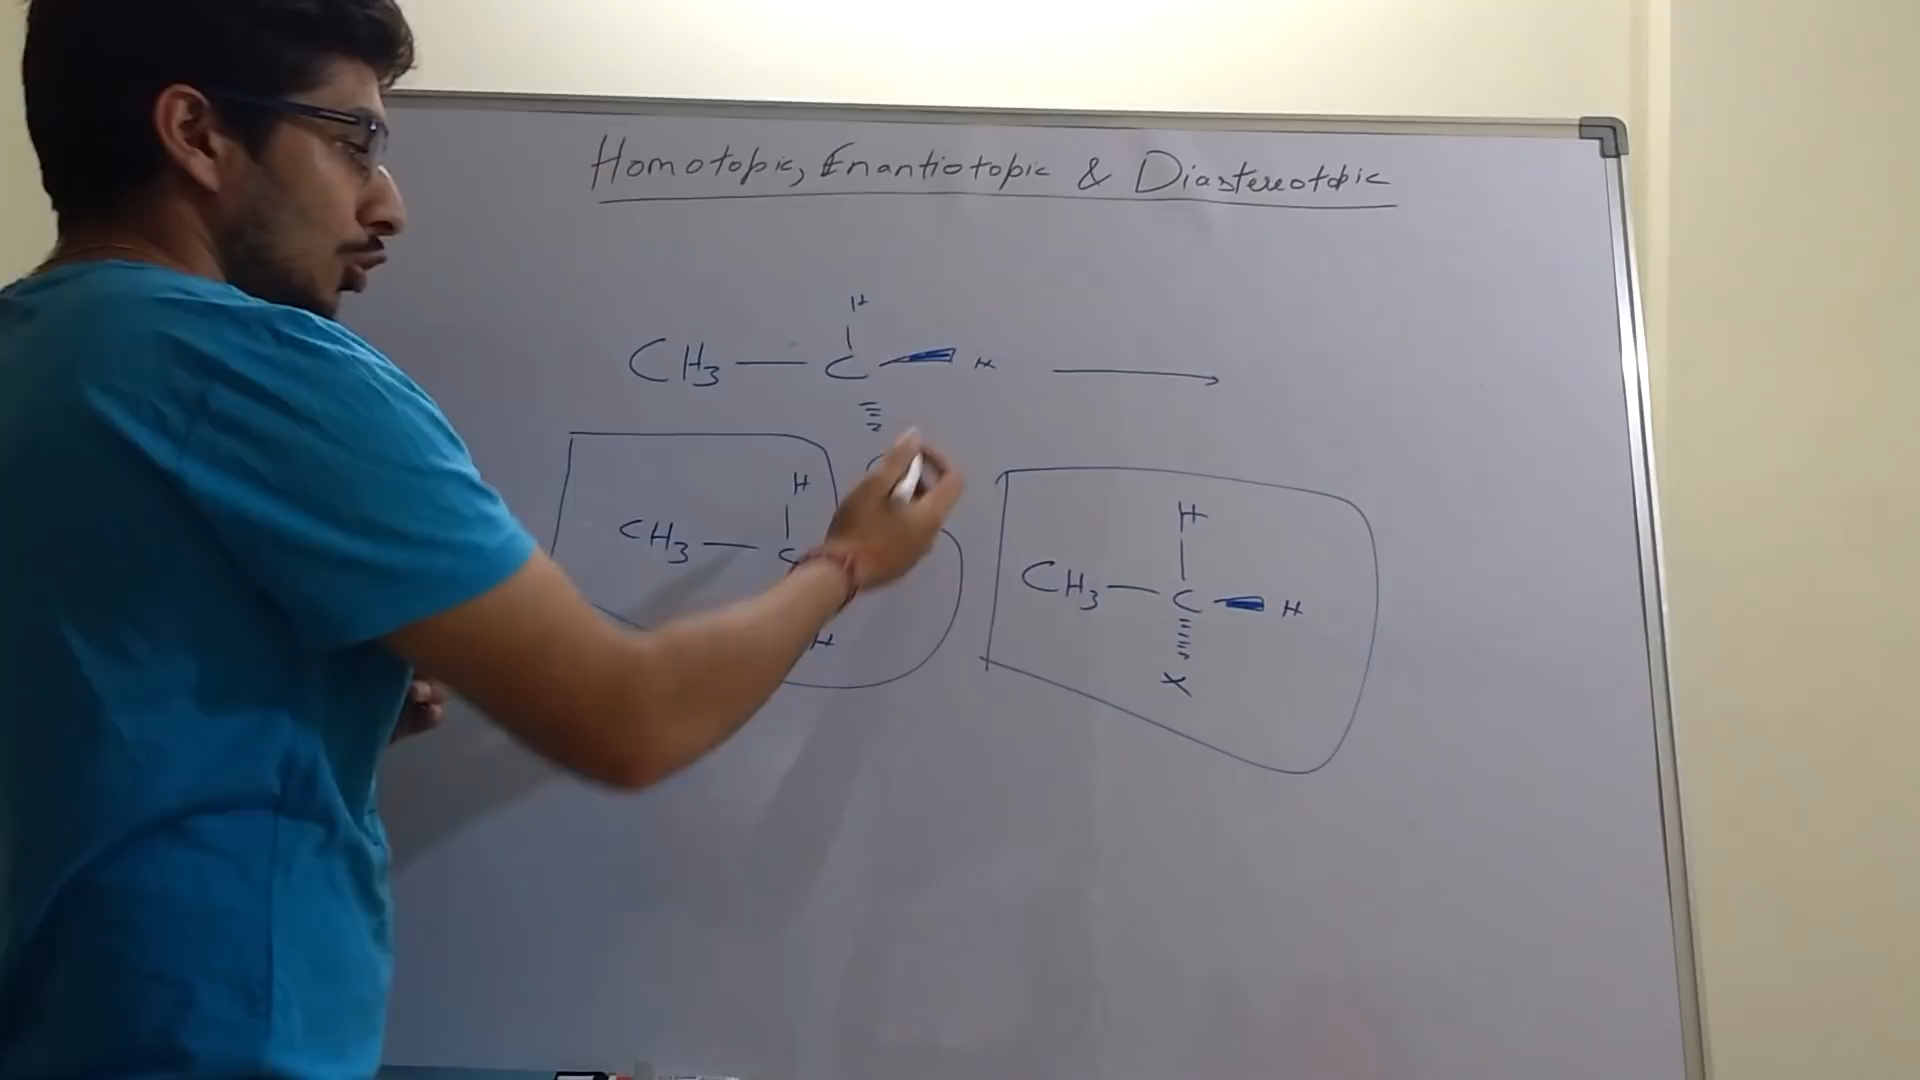 Homotopic, Enantiotopic & Diastereotopic
H
CH3 — C H
H
CH3 — C
H
H
CH3 — C H
X